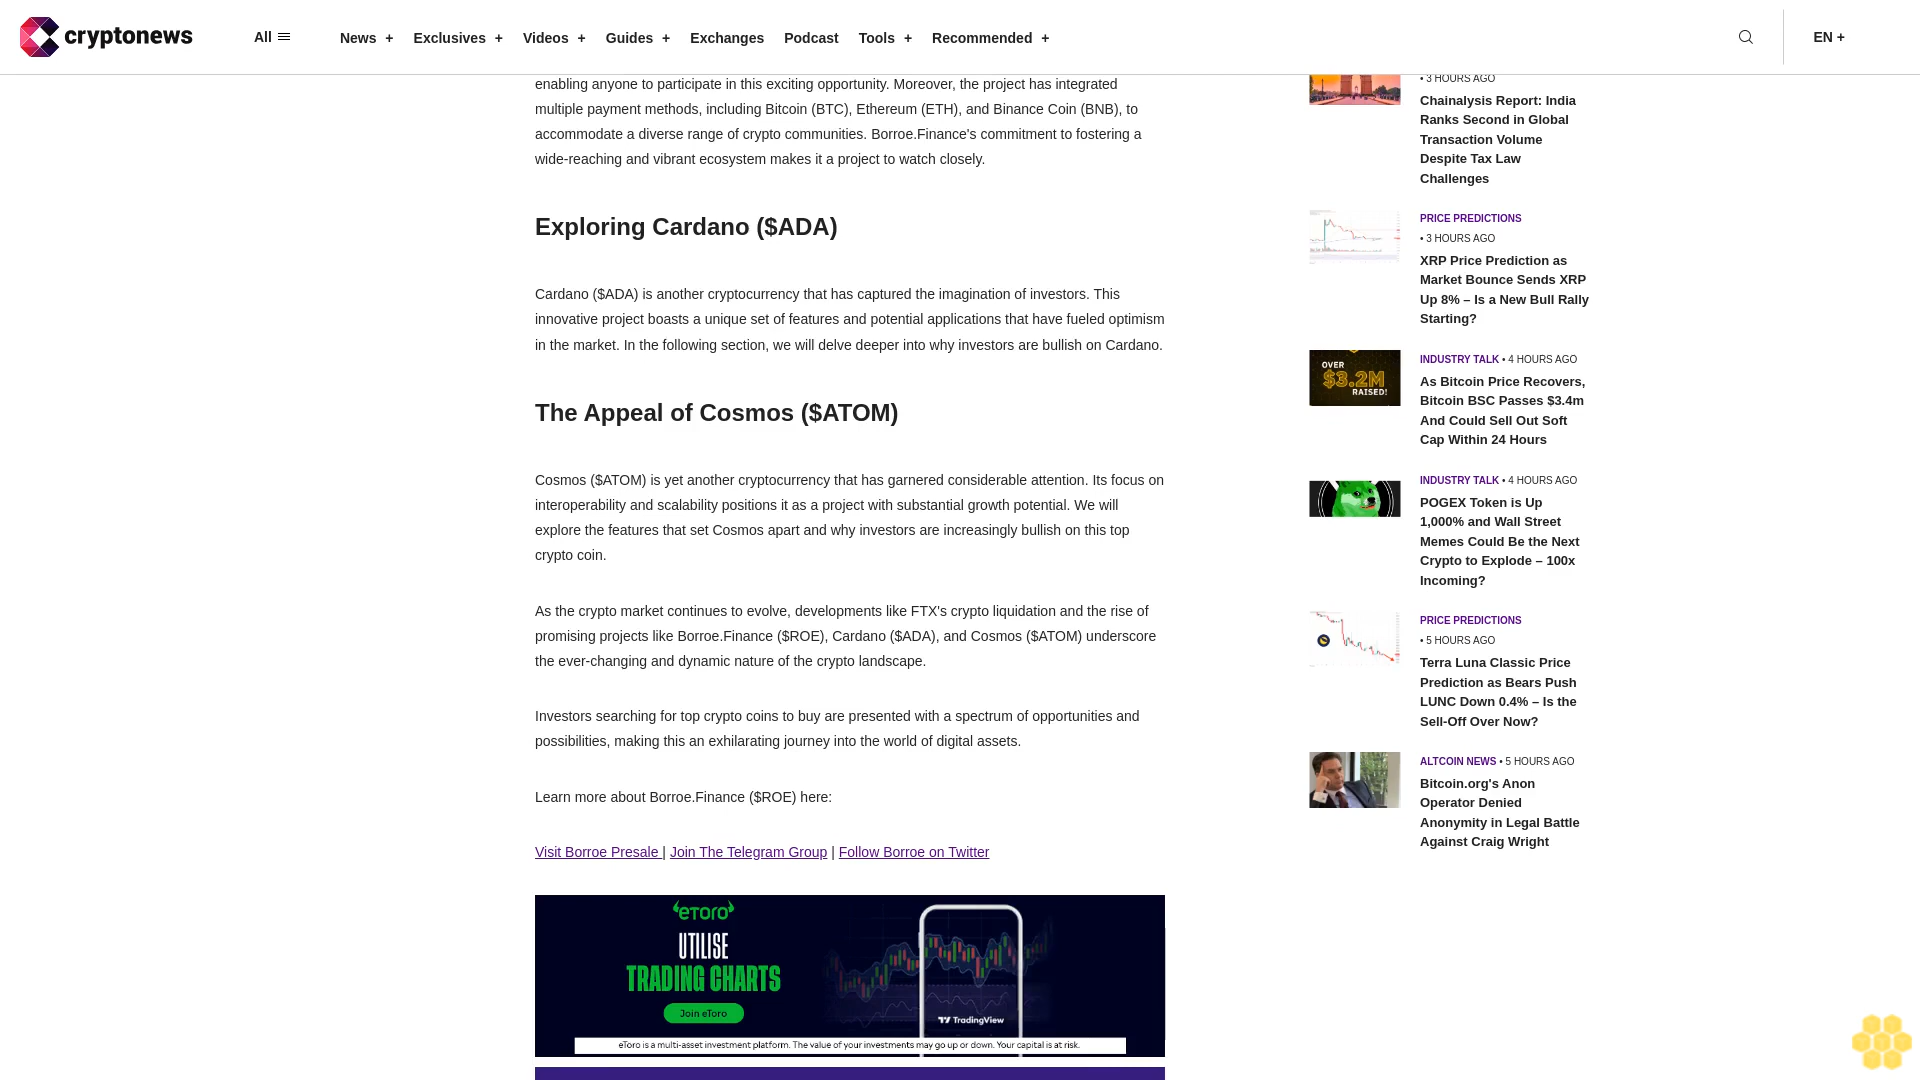 cryptonews
All
News +
Exclusives +
Videos +
Guides +
Exchanges
Podcast
Tools +
Recommended +
EN +
enabling anyone to participate in this exciting opportunity. Moreover, the project has integrated
multiple payment methods, including Bitcoin (BTC), Ethereum (ETH), and Binance Coin (BNB), to
accommodate a diverse range of crypto communities. Borroe.Finance's commitment to fostering a
wide-reaching and vibrant ecosystem makes it a project to watch closely.
Exploring Cardano ($ADA)
Cardano ($ADA) is another cryptocurrency that has captured the imagination of investors. This
innovative project boasts a unique set of features and potential applications that have fueled optimism
in the market. In the following section, we will delve deeper into why investors are bullish on Cardano.
The Appeal of Cosmos ($ATOM)
Cosmos ($ATOM) is yet another cryptocurrency that has garnered considerable attention. Its focus on
interoperability and scalability positions it as a project with substantial growth potential. We will
explore the features that set Cosmos apart and why investors are increasingly bullish on this top
crypto coin.
As the crypto market continues to evolve, developments like FTX's crypto liquidation and the rise of
promising projects like Borroe.Finance ($ROE), Cardano ($ADA), and Cosmos ($ATOM) underscore
the ever-changing and dynamic nature of the crypto landscape.
Investors searching for top crypto coins to buy are presented with a spectrum of opportunities and
possibilities, making this an exhilarating journey into the world of digital assets.
Learn more about Borroe.Finance ($ROE) here:
Visit Borroe Presale | Join The Telegram Group | Follow Borroe on Twitter
eToro
UTILISE
TRADING CHARTS
Join eToro
TradingView
eToro is a multi-asset investment platform. The value of your investments may go up or down. Your capital is at risk.
• 3 HOURS AGO
Chainalysis Report: India
Ranks Second in Global
Transaction Volume
Despite Tax Law
Challenges
PRICE PREDICTIONS
• 3 HOURS AGO
XRP Price Prediction as
Market Bounce Sends XRP
Up 8% – Is a New Bull Rally
Starting?
OVER
$3.2M
RAISED!
INDUSTRY TALK • 4 HOURS AGO
As Bitcoin Price Recovers,
Bitcoin BSC Passes $3.4m
And Could Sell Out Soft
Cap Within 24 Hours
INDUSTRY TALK • 4 HOURS AGO
POGEX Token is Up
1,000% and Wall Street
Memes Could Be the Next
Crypto to Explode – 100x
Incoming?
PRICE PREDICTIONS
• 5 HOURS AGO
Terra Luna Classic Price
Prediction as Bears Push
LUNC Down 0.4% – Is the
Sell-Off Over Now?
ALTCOIN NEWS • 5 HOURS AGO
Bitcoin.org's Anon
Operator Denied
Anonymity in Legal Battle
Against Craig Wright